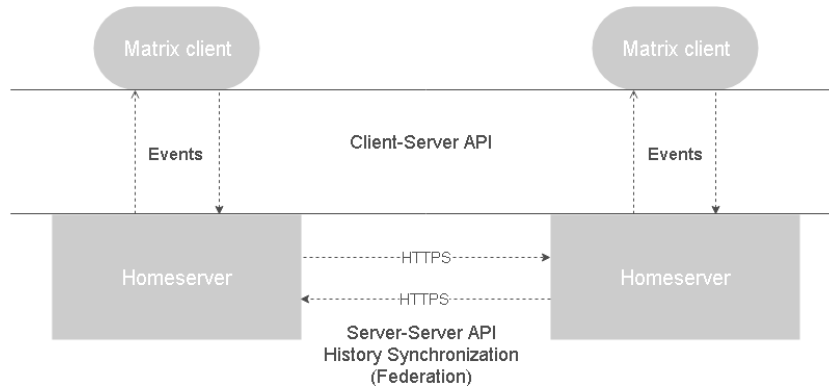 Matrix client
Matrix client
Events
Client-Server API
Events
Homeserver
HTTPS
HTTPS
Homeserver
Server-Server API
History Synchronization
(Federation)